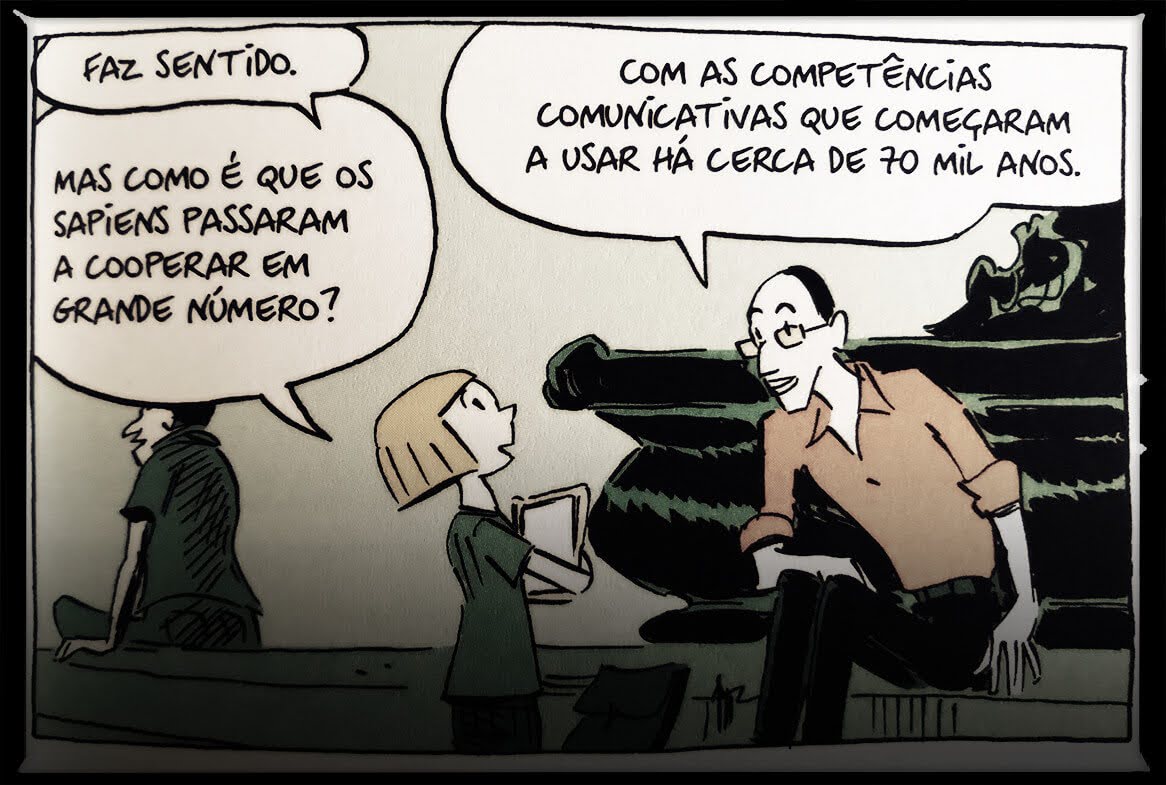 FAZ SENTIDO.
MAS COMO É QUE OS
SAPIENS PASSARAM
A COOPERAR EM
GRANDE NÚMERO?
COM AS COMPETÊNCIAS
COMUNICATIVAS QUE COMEÇARAM
A USAR HÁ CERCA DE 70 MIL ANOS.